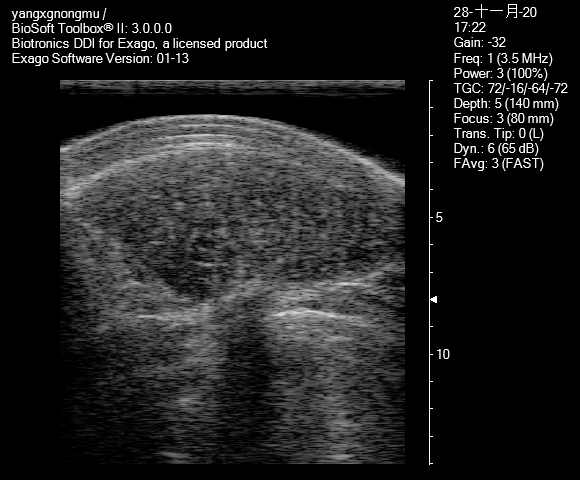 yangxgnongmu /
BioSoft Toolbox® II: 3.0.0.0
Biotronics DDI for Exago, a licensed product
Exago Software Version: 01-13
28-十一月-20
17:22
Gain: -32
Freq: 1 (3.5 MHz)
Power: 3 (100%)
TGC: 72/-16/-64/-72
Depth: 5 (140 mm)
Focus: 3 (80 mm)
Trans. Tip: 0 (L)
Dyn.: 6 (65 dB)
FAvg: 3 (FAST)
5
10